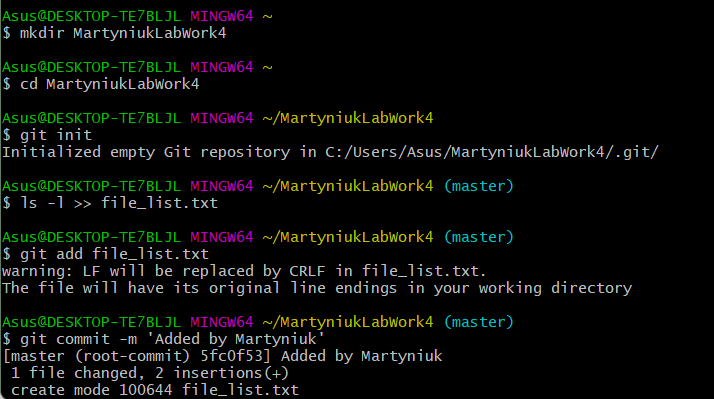 Asus@DESKTOP-TE7BLJL MINGW64 ~
$ mkdir MartyniukLabWork4
Asus@DESKTOP-TE7BLJL MINGW64 ~
$ cd MartyniukLabWork4
Asus@DESKTOP-TE7BLJL MINGW64 ~/MartyniukLabWork4
$ git init
Initialized empty Git repository in C:/Users/Asus/MartyniukLabWork4/.git/
Asus@DESKTOP-TE7BLJL MINGW64 ~/MartyniukLabWork4 (master)
$ ls -l >> file_list.txt
Asus@DESKTOP-TE7BLJL MINGW64 ~/MartyniukLabWork4 (master)
$ git add file_list.txt
warning: LF will be replaced by CRLF in file_list.txt.
The file will have its original line endings in your working directory
Asus@DESKTOP-TE7BLJL MINGW64 ~/MartyniukLabWork4 (master)
$ git commit -m 'Added by Martyniuk'
[master (root-commit) 5fc0f53] Added by Martyniuk
 1 file changed, 2 insertions(+)
 create mode 100644 file_list.txt